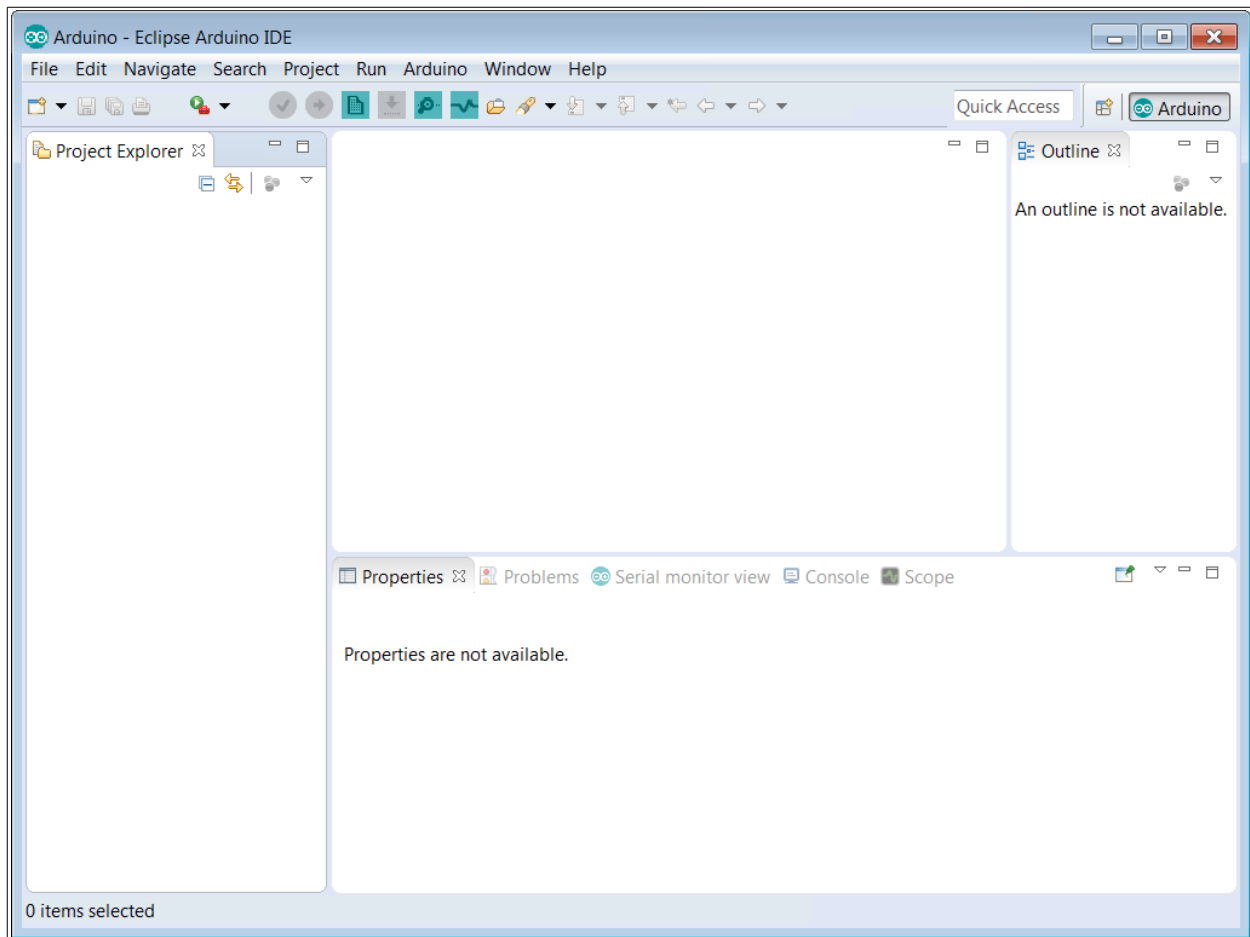 Arduino - Eclipse Arduino IDE
File Edit Navigate Search Project Run Arduino Window Help
Quick Access
Arduino
Project Explorer
Outline
An outline is not available.
Properties Problems Serial monitor view Console Scope
Properties are not available.
0 items selected